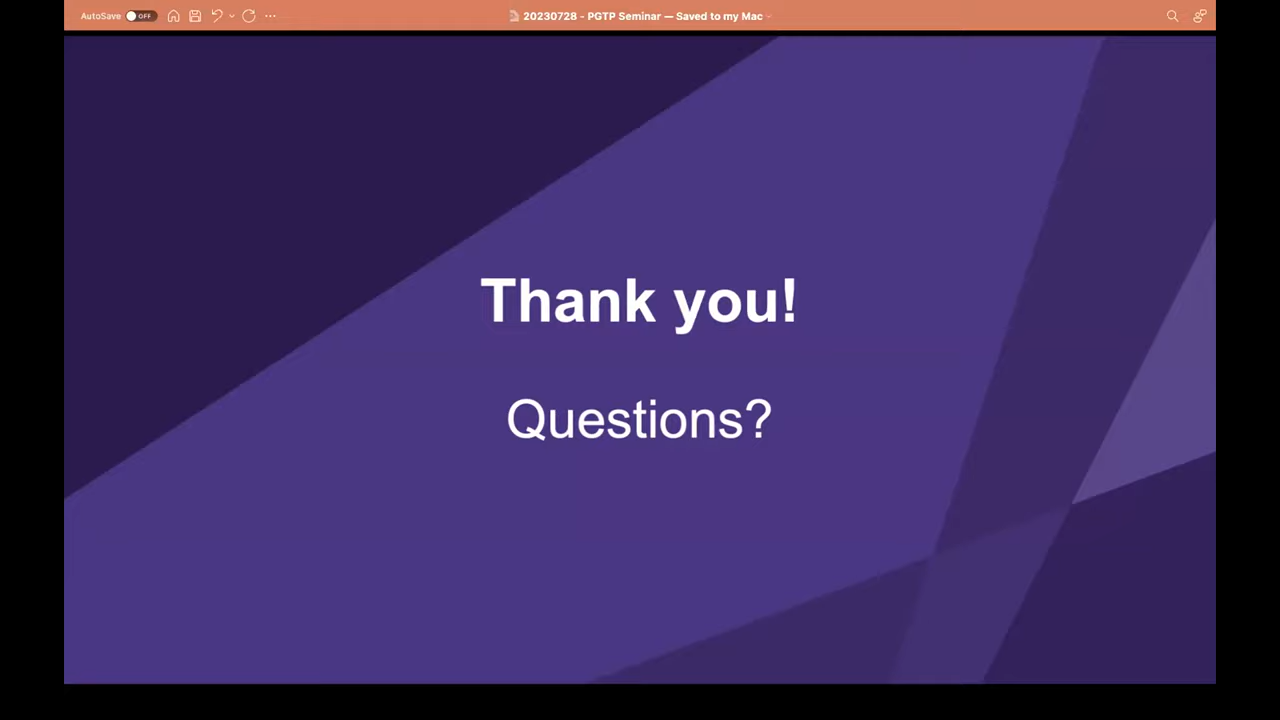 AutoSave OFF 20230728 - PGTP Seminar — Saved to my Mac
Thank you!
Questions?